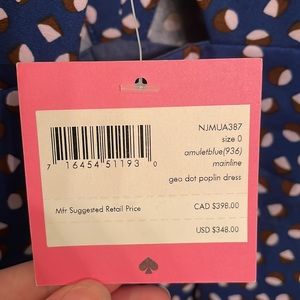 NJMUA387
size 0
amuletblue(936)
mainline
geo dot poplin dress
7 16454 51193 0
Mfr Suggested Retail Price CAD $398.00
USD $348.00